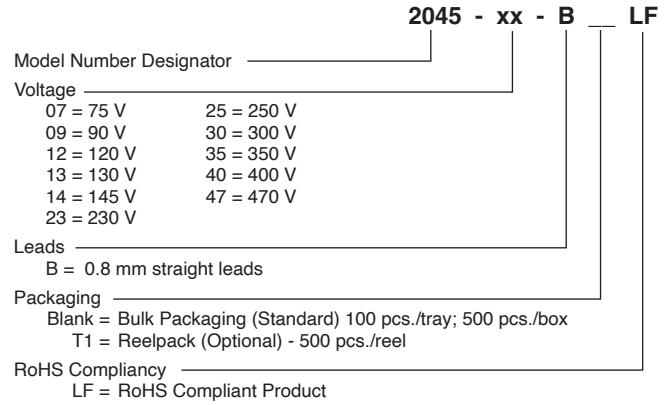 2045 - xx - B __ LF
Model Number Designator
Voltage
07 = 75 V 25 = 250 V
09 = 90 V 30 = 300 V
12 = 120 V 35 = 350 V
13 = 130 V 40 = 400 V
14 = 145 V 47 = 470 V
23 = 230 V
Leads
B = 0.8 mm straight leads
Packaging
Blank = Bulk Packaging (Standard) 100 pcs./tray; 500 pcs./box
T1 = Reelpack (Optional) - 500 pcs./reel
RoHS Compliancy
LF = RoHS Compliant Product